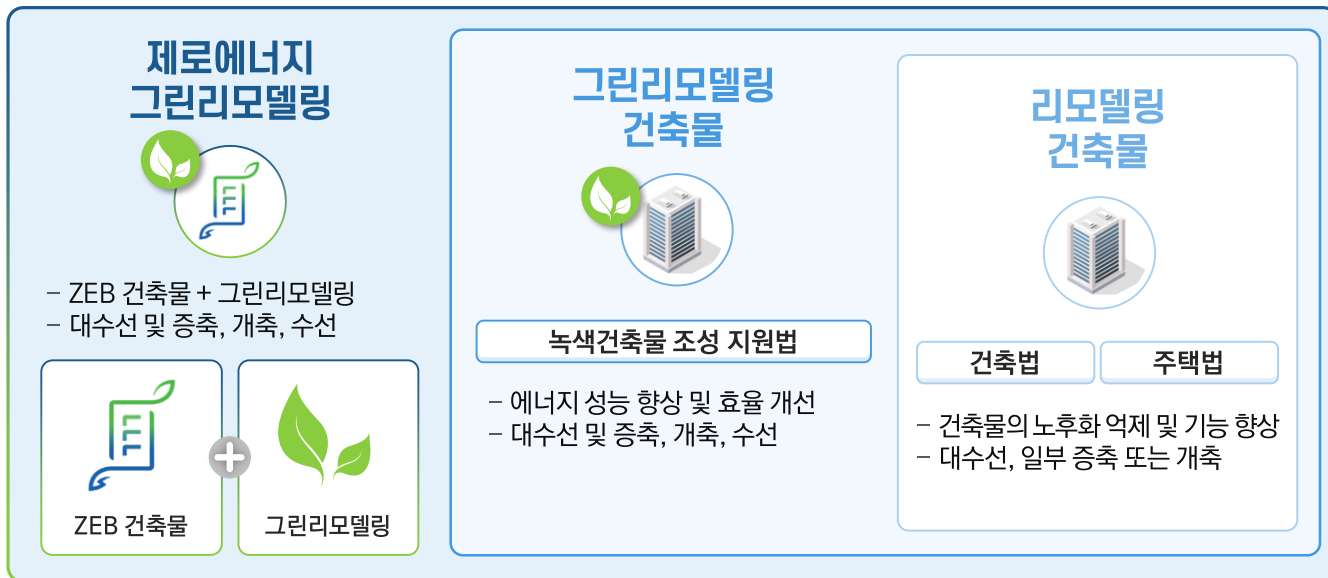 제로에너지
그린리모델링
- ZEB 건축물 + 그린리모델링
- 대수선 및 증축, 개축, 수선
ZEB 건축물
그린리모델링
그린리모델링
건축물
녹색건축물 조성 지원법
- 에너지 성능 향상 및 효율 개선
- 대수선 및 증축, 개축, 수선
리모델링
건축물
건축법
주택법
- 건축물의 노후화 억제 및 기능 향상
- 대수선, 일부 증축 또는 개축